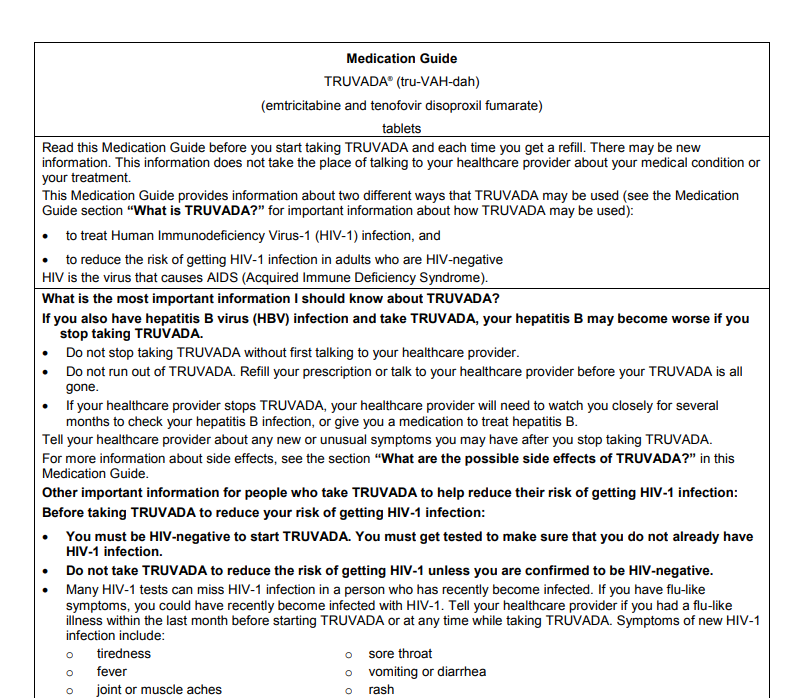 Medication Guide
TRUVADA® (tru-VAH-dah)
(emtricitabine and tenofovir disoproxil fumarate)
tablets
Read this Medication Guide before you start taking TRUVADA and each time you get a refill. There may be new
information. This information does not take the place of talking to your healthcare provider about your medical condition or
your treatment.
This Medication Guide provides information about two different ways that TRUVADA may be used (see the Medication
Guide section “What is TRUVADA?” for important information about how TRUVADA may be used):
• to treat Human Immunodeficiency Virus-1 (HIV-1) infection, and
• to reduce the risk of getting HIV-1 infection in adults who are HIV-negative
HIV is the virus that causes AIDS (Acquired Immune Deficiency Syndrome).
What is the most important information I should know about TRUVADA?
If you also have hepatitis B virus (HBV) infection and take TRUVADA, your hepatitis B may become worse if you
stop taking TRUVADA.
• Do not stop taking TRUVADA without first talking to your healthcare provider.
• Do not run out of TRUVADA. Refill your prescription or talk to your healthcare provider before your TRUVADA is all
gone.
• If your healthcare provider stops TRUVADA, your healthcare provider will need to watch you closely for several
months to check your hepatitis B infection, or give you a medication to treat hepatitis B.
Tell your healthcare provider about any new or unusual symptoms you may have after you stop taking TRUVADA.
For more information about side effects, see the section “What are the possible side effects of TRUVADA?” in this
Medication Guide.
Other important information for people who take TRUVADA to help reduce their risk of getting HIV-1 infection:
Before taking TRUVADA to reduce your risk of getting HIV-1 infection:
• You must be HIV-negative to start TRUVADA. You must get tested to make sure that you do not already have
HIV-1 infection.
• Do not take TRUVADA to reduce the risk of getting HIV-1 unless you are confirmed to be HIV-negative.
• Many HIV-1 tests can miss HIV-1 infection in a person who has recently become infected. If you have flu-like
symptoms, you could have recently become infected with HIV-1. Tell your healthcare provider if you had a flu-like
illness within the last month before starting TRUVADA or at any time while taking TRUVADA. Symptoms of new HIV-1
infection include:
o tiredness o sore throat
o fever o vomiting or diarrhea
o joint or muscle aches o rash